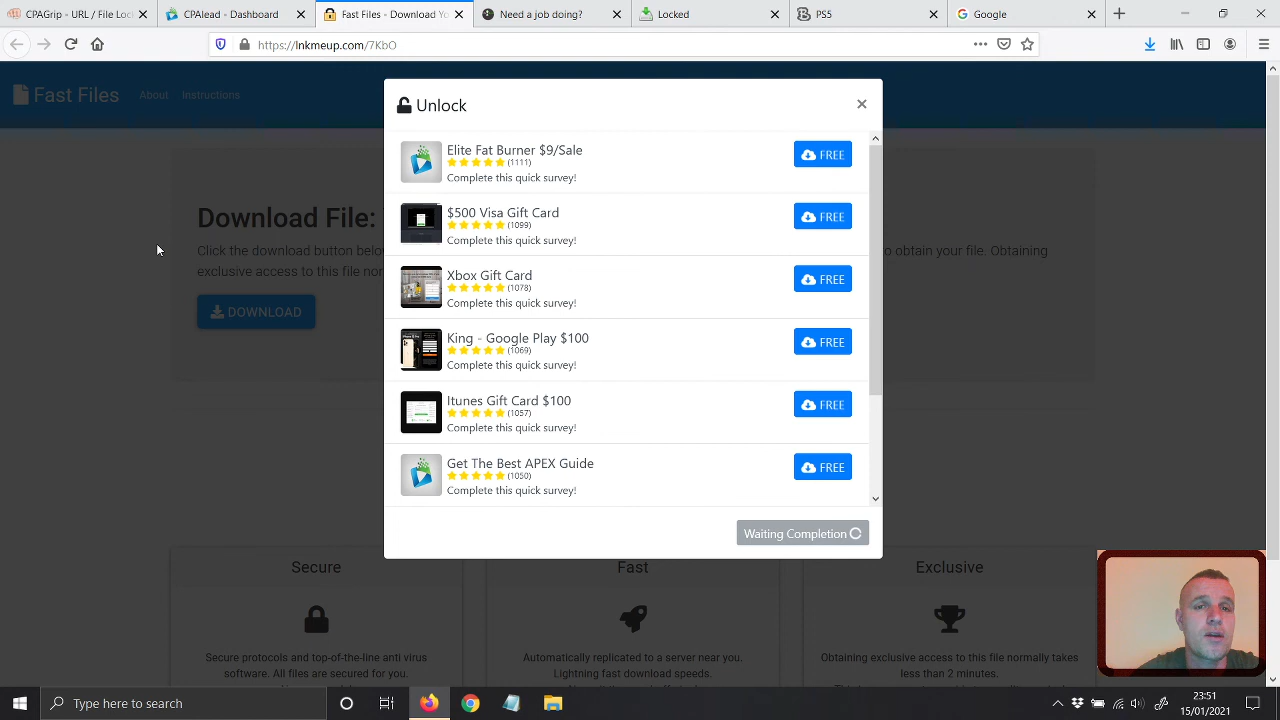 CPAGrip - URL/File Loc
CPALead - Dashboard
Fast Files - Download Yo
Need a job doing?
Locked
PS5
Google
https://lnkmeup.com/7KbO
Fast Files
About
Instructions
Unlock
Elite Fat Burner $9/Sale
(1111)
Complete this quick survey!
FREE
$500 Visa Gift Card
(1099)
Complete this quick survey!
FREE
Xbox Gift Card
(1078)
Complete this quick survey!
FREE
King - Google Play $100
(1069)
Complete this quick survey!
FREE
Itunes Gift Card $100
(1057)
Complete this quick survey!
FREE
Get The Best APEX Guide
(1050)
Complete this quick survey!
FREE
Waiting Completion
Download File:
Click the download button belo
to obtain your file. Obtaining
exclusive access to this file norm
DOWNLOAD
Secure
Secure protocols and top-of-the-line anti virus
software. All files are secured for you.
Fast
Automatically replicated to a server near you.
Lightning fast download speeds.
Exclusive
Obtaining exclusive access to this file normally takes
less than 2 minutes.
Type here to search
23:51
15/01/2021